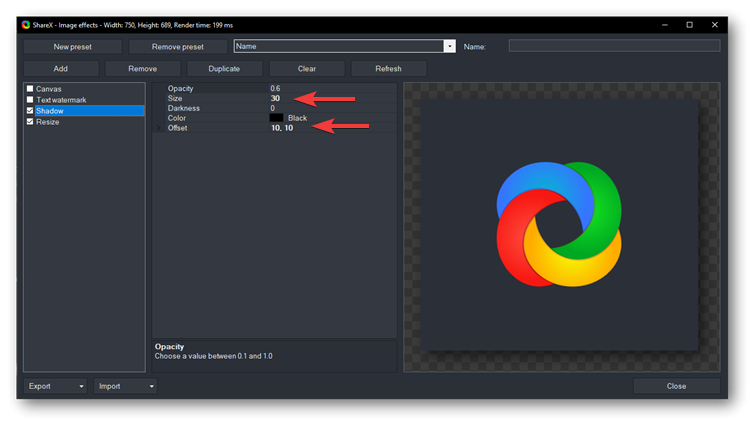 ShareX - Image effects - Width: 750, Height: 689, Render time: 199 ms
New preset Remove preset Name Name:
Add Remove Duplicate Clear Refresh
Canvas
Text watermark
Shadow
Resize
Opacity 0.6
Size 30
Darkness 0
Color Black
Offset 10, 10
Opacity
Choose a value between 0.1 and 1.0
Export Import Close